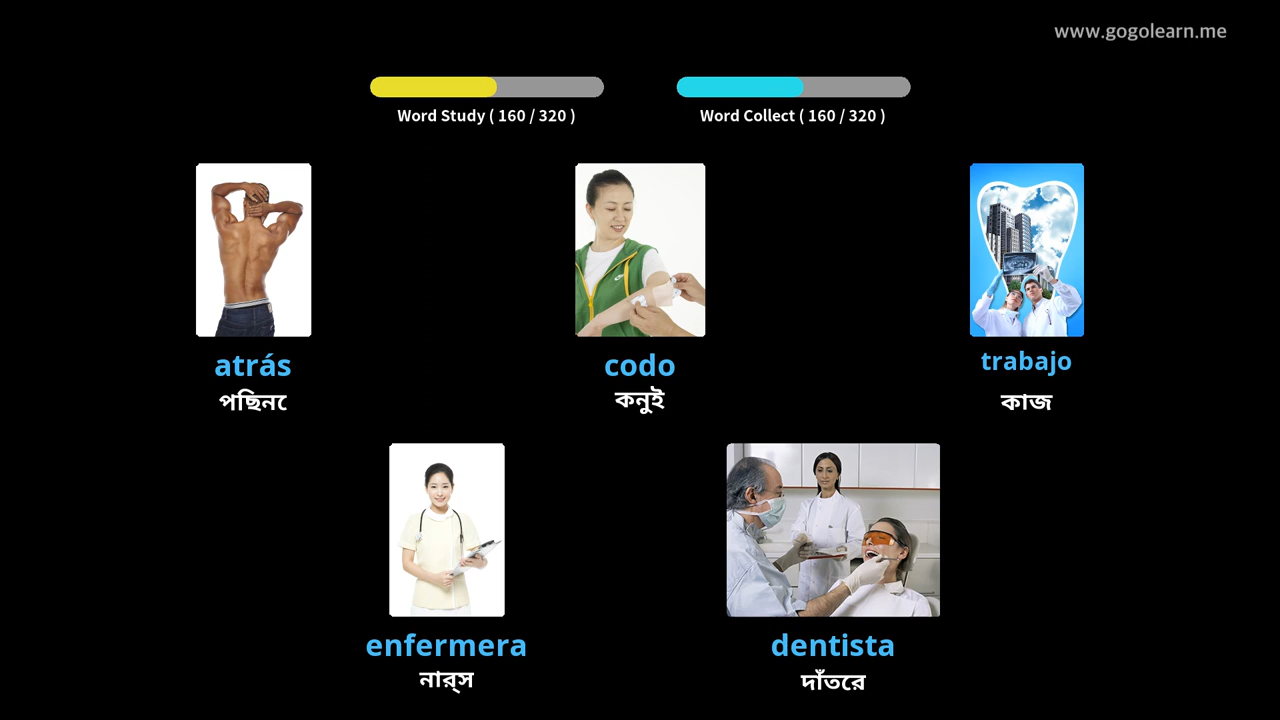 www.gogolearn.me
Word Study ( 160 / 320 )
Word Collect ( 160 / 320 )
atrás
codo
trabajo
পছিনে
কনুই
কাজ
enfermera
dentista
নার্‌স
দাঁতরে